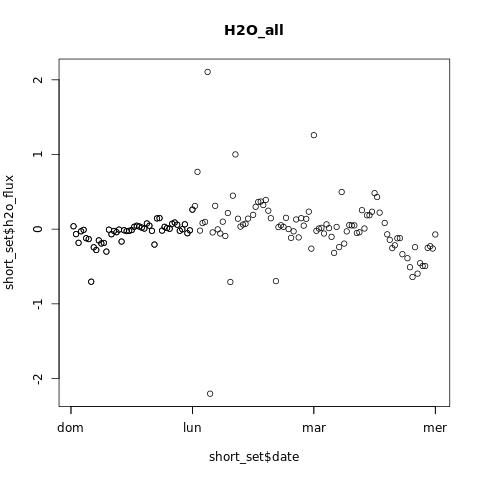 H2O_all
short_set$h2o_flux
2
1
0
-1
-2
dom lun mar mer
short_set$date